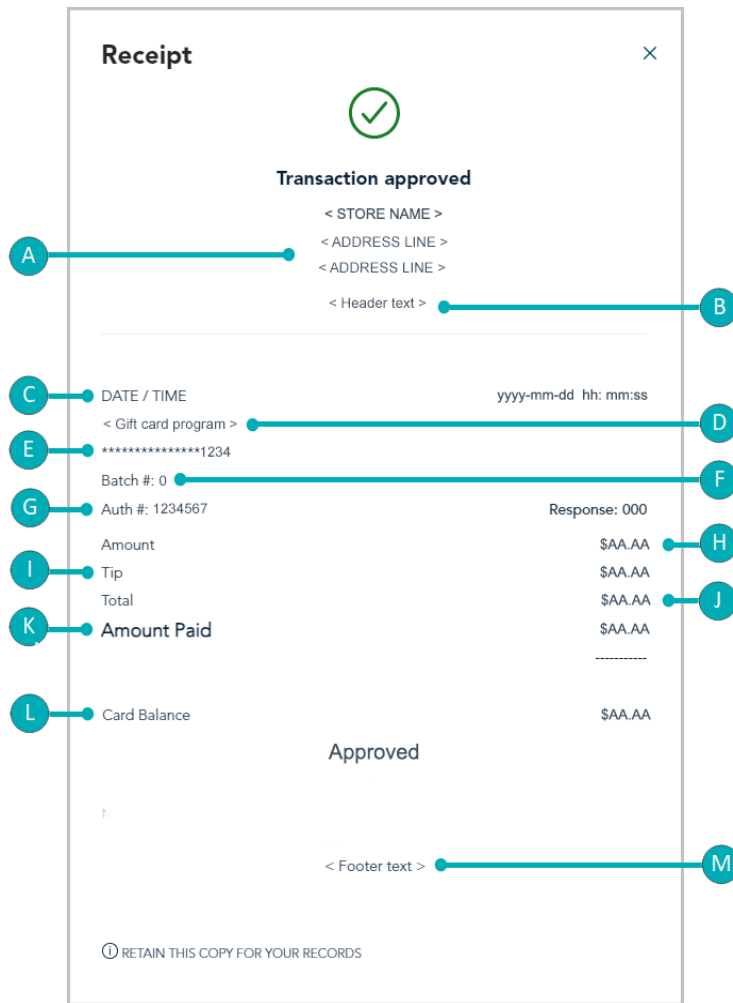 Receipt ×
Transaction approved
< STORE NAME >
A < ADDRESS LINE >
< ADDRESS LINE >
< Header text > B
C DATE / TIME yyyy-mm-dd hh: mm:ss
< Gift card program > D
E ***************1234
Batch #: 0 F
G Auth #: 1234567 Response: 000
Amount $AA.AA H
I Tip $AA.AA
Total $AA.AA J
K Amount Paid $AA.AA
-----------
L Card Balance $AA.AA
Approved
< Footer text > M
RETAIN THIS COPY FOR YOUR RECORDS